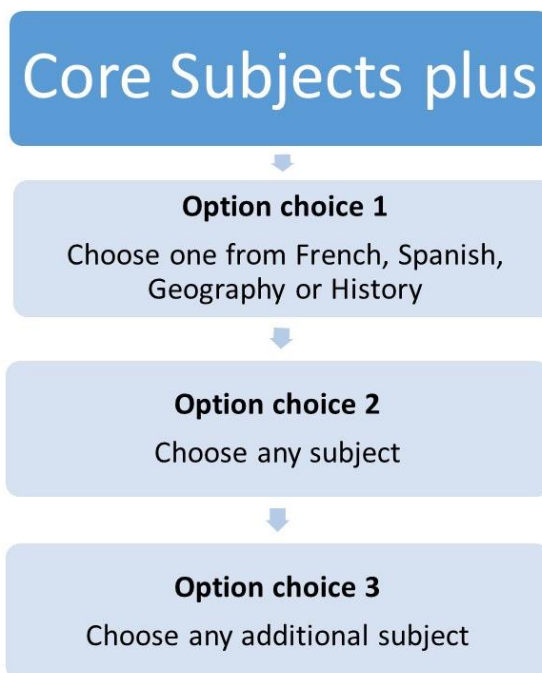 Core Subjects plus
Option choice 1
Choose one from French, Spanish,
Geography or History
Option choice 2
Choose any subject
Option choice 3
Choose any additional subject